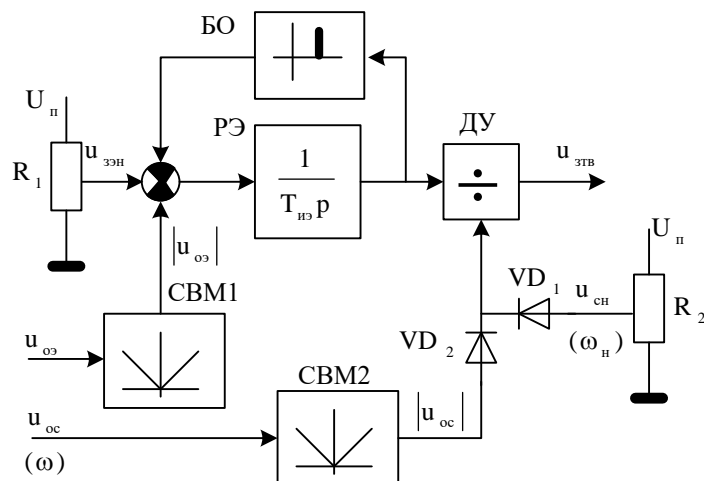 БО
U п
РЭ
ДУ
R 1
u зэн
1
T иэ p
÷
u зтв
|u оэ|
U п
VD 1
u сн
СВМ1
R 2
VD 2
(ω н)
u оэ
СВМ2
u ос
|u ос|
(ω)